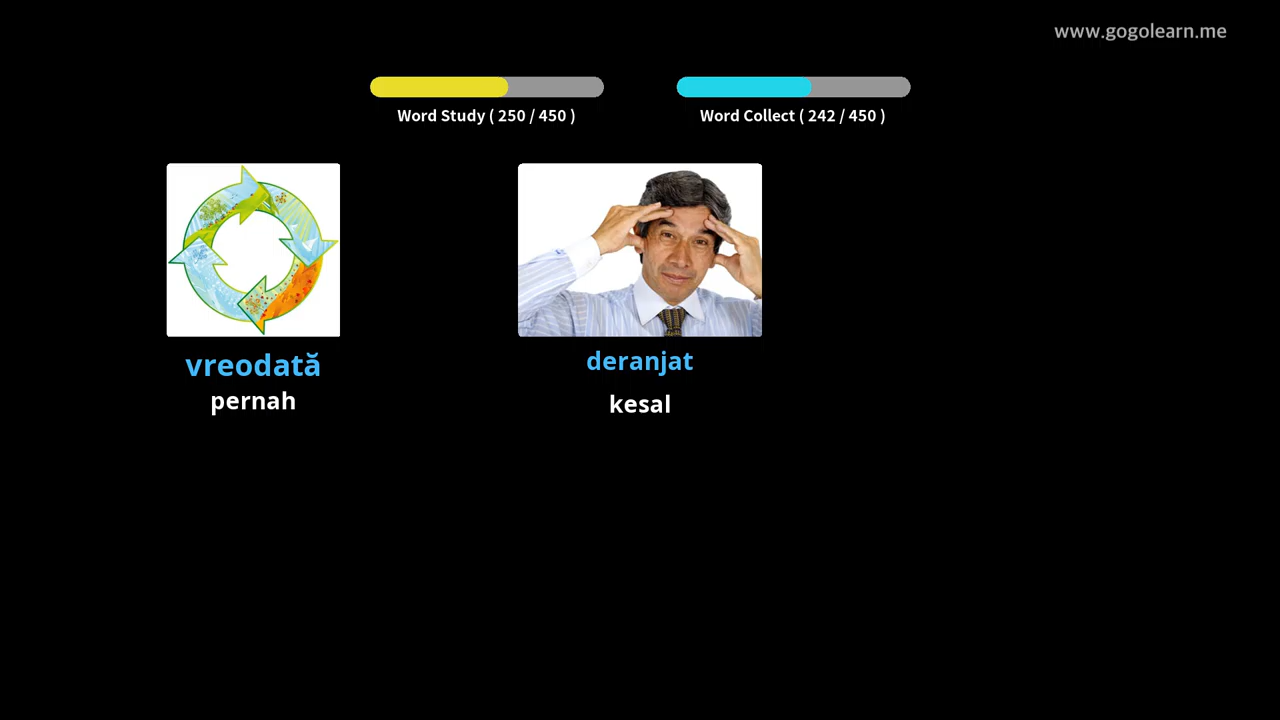 www.gogolearn.me
Word Study ( 250 / 450 )
Word Collect ( 242 / 450 )
vreodată
pernah
deranjat
kesal